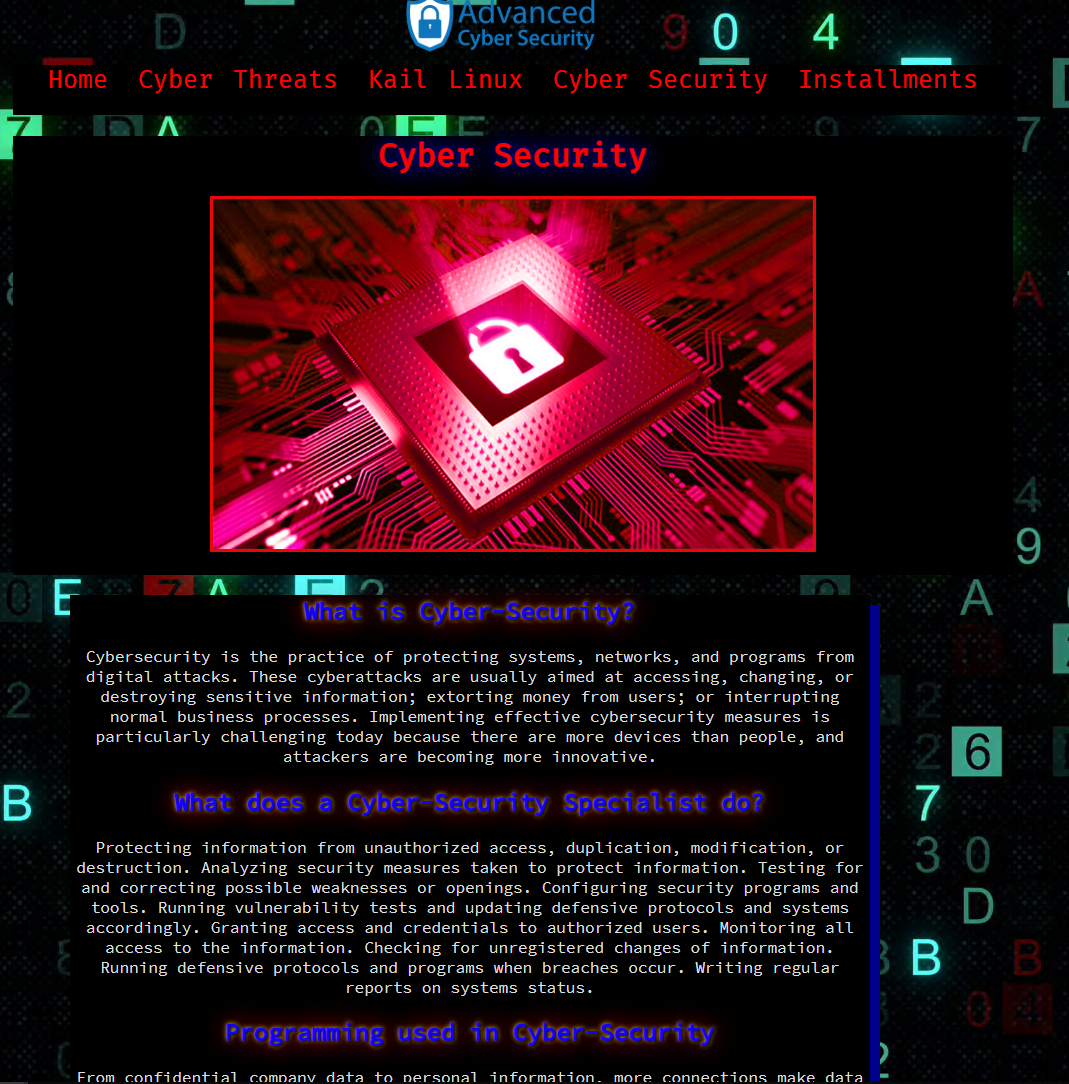 Advanced
Cyber Security
Home Cyber Threats Kail Linux Cyber Security Installments
Cyber Security
What is Cyber-Security?
Cybersecurity is the practice of protecting systems, networks, and programs from
digital attacks. These cyberattacks are usually aimed at accessing, changing, or
destroying sensitive information; extorting money from users; or interrupting
normal business processes. Implementing effective cybersecurity measures is
particularly challenging today because there are more devices than people, and
attackers are becoming more innovative.
What does a Cyber-Security Specialist do?
Protecting information from unauthorized access, duplication, modification, or
destruction. Analyzing security measures taken to protect information. Testing for
and correcting possible weaknesses or openings. Configuring security programs and
tools. Running vulnerability tests and updating defensive protocols and systems
accordingly. Granting access and credentials to authorized users. Monitoring all
access to the information. Checking for unregistered changes of information.
Running defensive protocols and programs when breaches occur. Writing regular
reports on systems status.
Programming used in Cyber-Security
From confidential company data to personal information, more connections make data